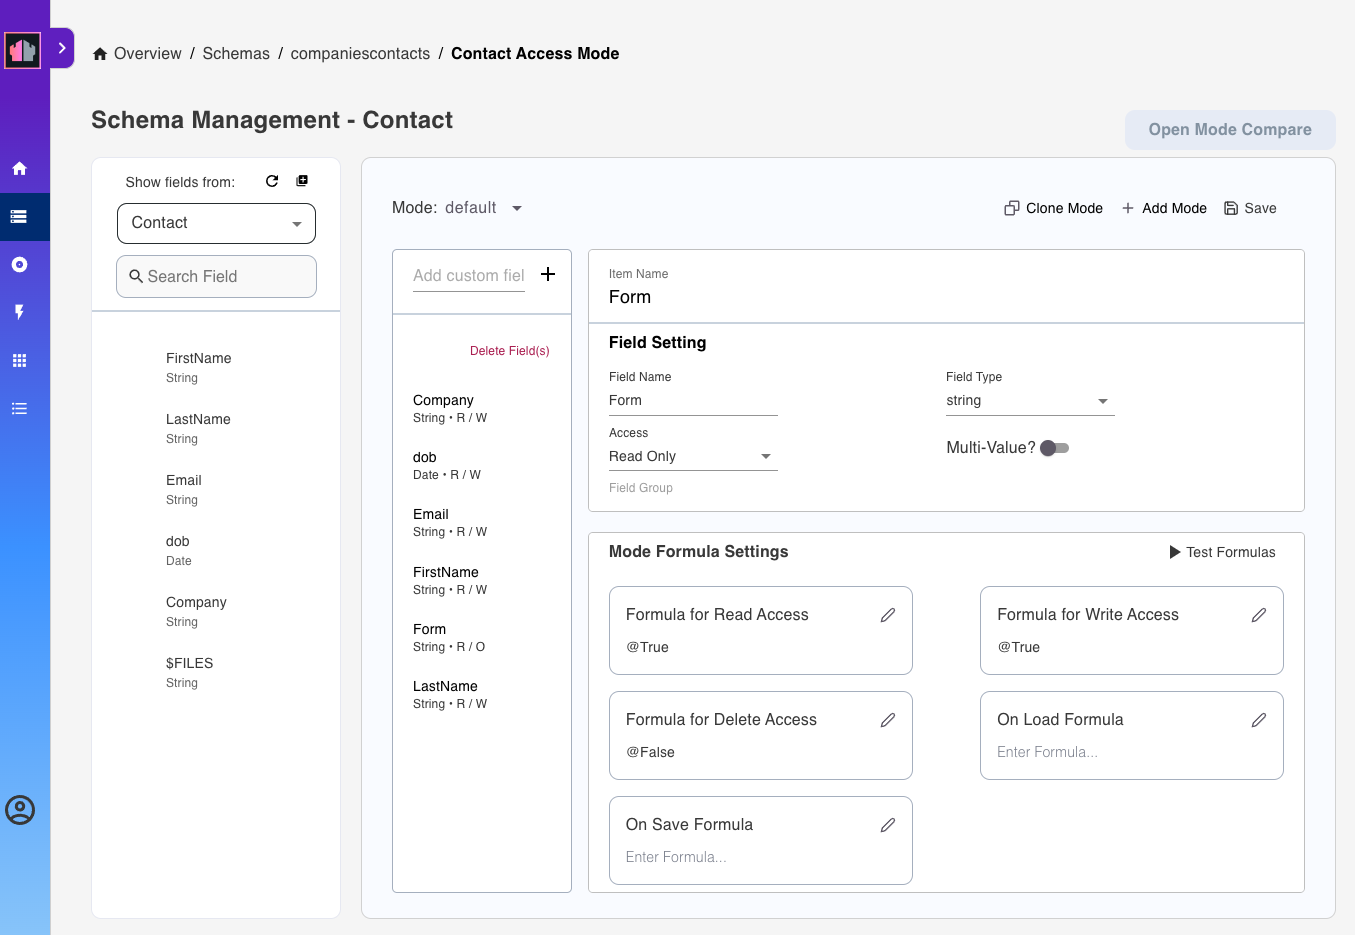 Overview / Schemas / companiescontacts / Contact Access Mode
Schema Management - Contact
Open Mode Compare
Show fields from:
Contact
Search Field
FirstName
String
LastName
String
Email
String
dob
Date
Company
String
$FILES
String
Mode: default
Clone Mode
Add Mode
Save
Add custom fiel
Delete Field(s)
Company
String • R / W
dob
Date • R / W
Email
String • R / W
FirstName
String • R / W
Form
String • R / O
LastName
String • R / W
Item Name
Form
Field Setting
Field Name
Form
Field Type
string
Access
Read Only
Multi-Value?
Field Group
Mode Formula Settings
Test Formulas
Formula for Read Access
@True
Formula for Write Access
@True
Formula for Delete Access
@False
On Load Formula
Enter Formula...
On Save Formula
Enter Formula...